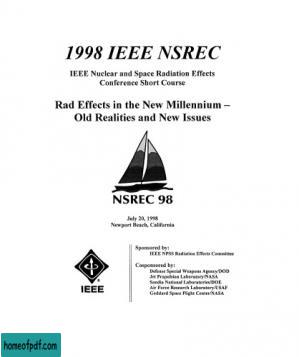 1998 IEEE NSREC
IEEE Nuclear and Space Radiation Effects
Conference Short Course
Rad Effects in the New Millennium –
Old Realities and New Issues
NSREC 98
July 20, 1998
Newport Beach, California
Sponsored by:
IEEE NPSS Radiation Effects Committee
Cosponsored by:
Defense Special Weapons Agency/DOD
Jet Propulsion Laboratory/NASA
Sandia National Laboratories/DOE
Air Force Research Laboratory/USAF
Goddard Space Flight Center/NASA
IEEE
homeofpdf.com